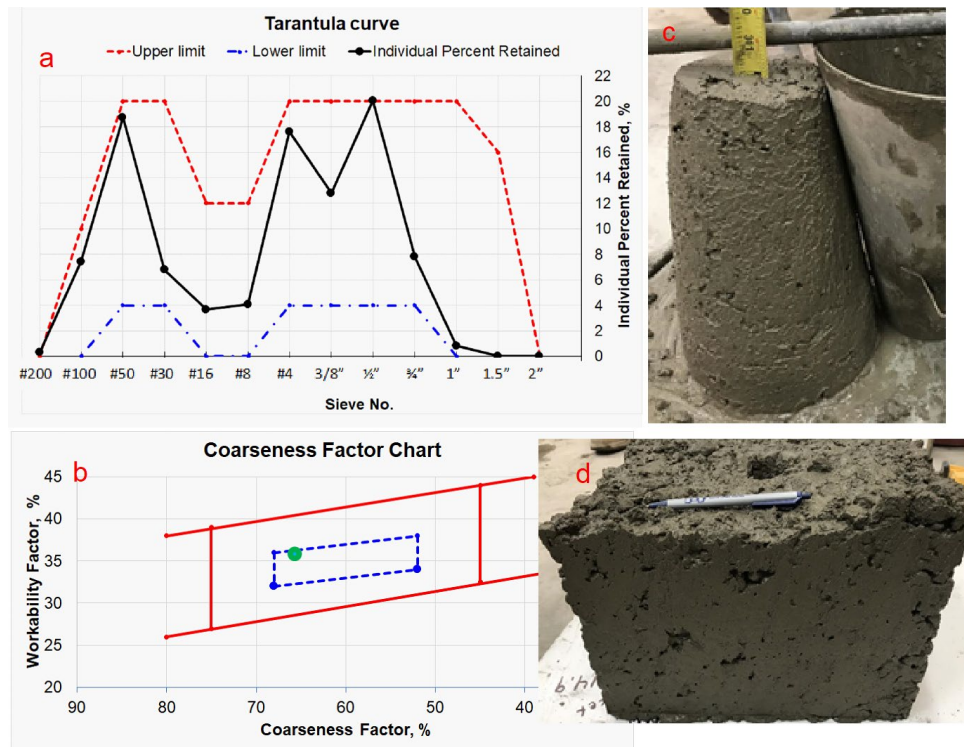 Tarantula curve
a
Upper limit
Lower limit
Individual Percent Retained
22
20
18
16
14
12
10
8
6
4
2
0
Individual Percent Retained, %
#200 #100 #50 #30 #16 #8 #4 3/8” ½” ¾” 1” 1.5” 2”
Sieve No.
c
b
Coarseness Factor Chart
45
40
35
30
25
20
Workability Factor, %
90 80 70 60 50 40
Coarseness Factor, %
d